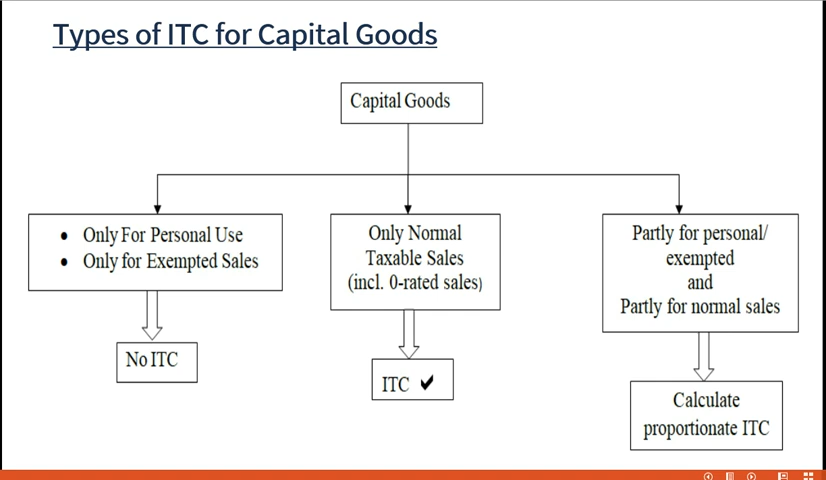 Types of ITC for Capital Goods
Capital Goods
• Only For Personal Use
• Only for Exempted Sales
No ITC
Only Normal
Taxable Sales
(incl. 0-rated sales)
ITC ✔
Partly for personal/
exempted
and
Partly for normal sales
Calculate
proportionate ITC